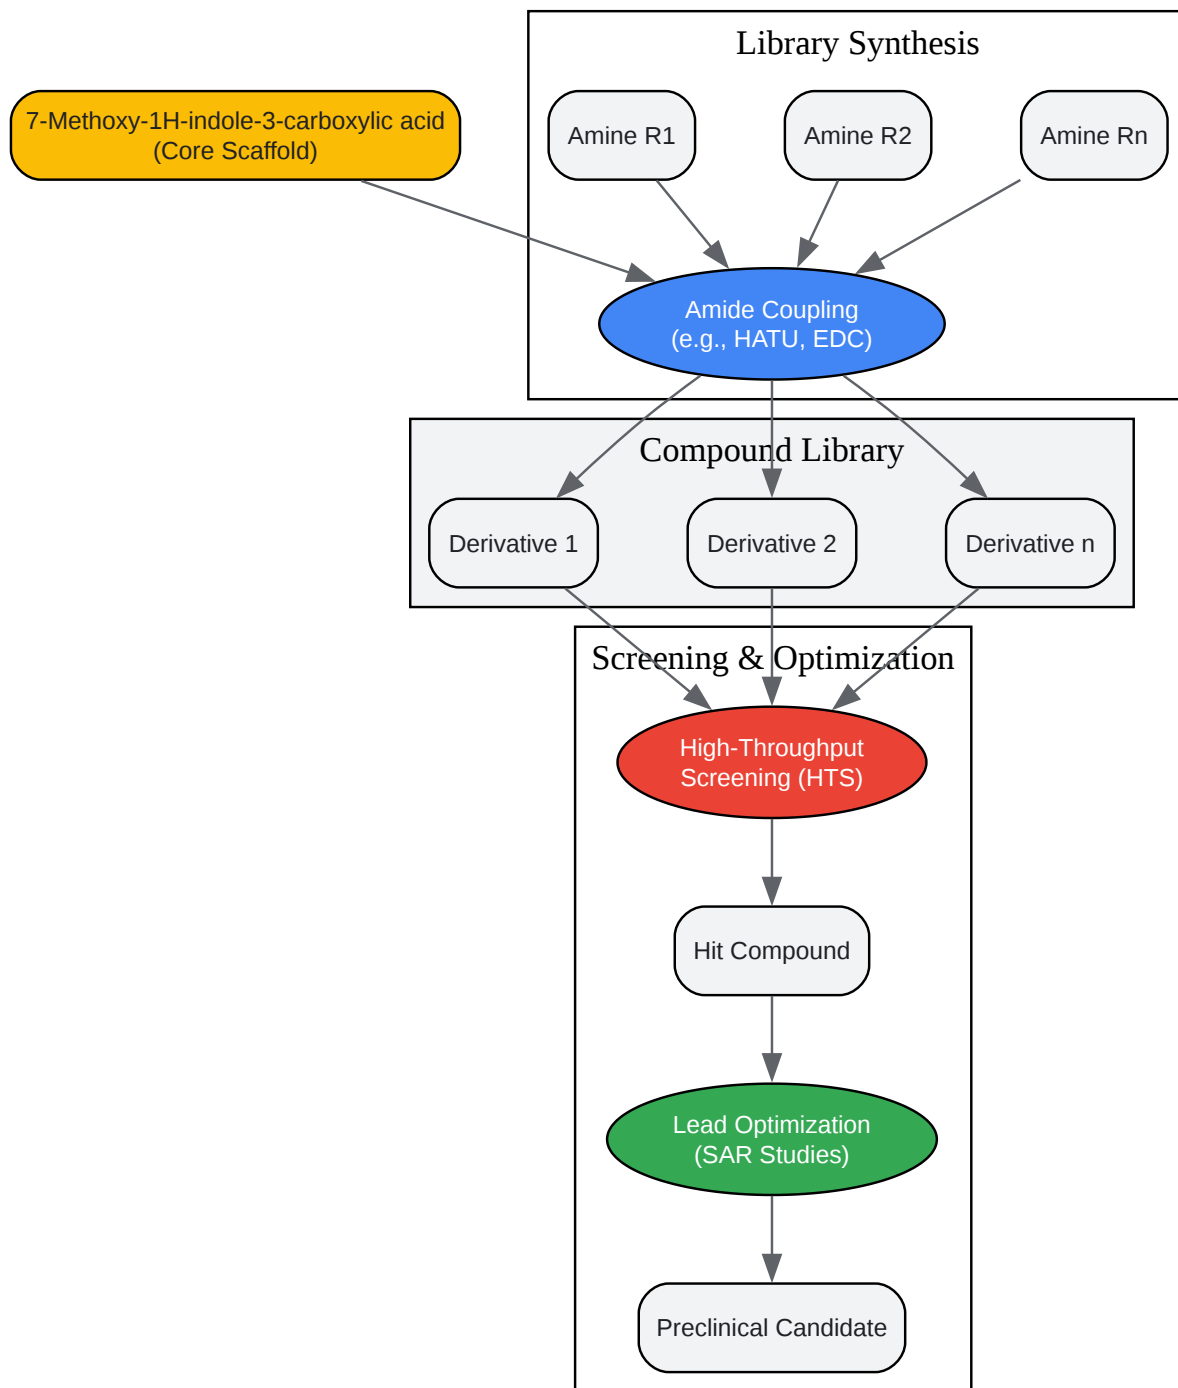 Library Synthesis
7-Methoxy-1H-indole-3-carboxylic acid
(Core Scaffold)
Amine R1
Amine R2
Amine Rn
Amide Coupling
(e.g., HATU, EDC)
Compound Library
Derivative 1
Derivative 2
Derivative n
Screening & Optimization
High-Throughput
Screening (HTS)
Hit Compound
Lead Optimization
(SAR Studies)
Preclinical Candidate